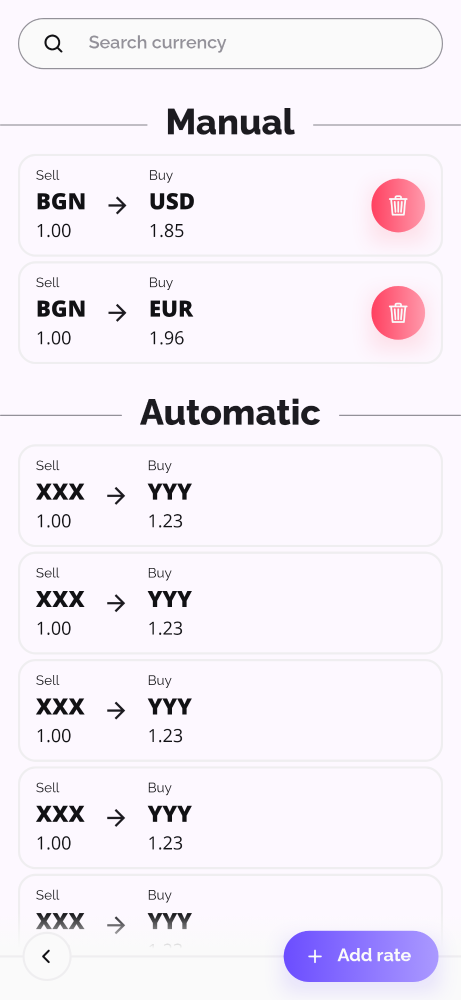 Search currency
Manual
Sell Buy
BGN → USD
1.00 1.85
Sell Buy
BGN → EUR
1.00 1.96
Automatic
Sell Buy
XXX → YYY
1.00 1.23
Sell Buy
XXX → YYY
1.00 1.23
Sell Buy
XXX → YYY
1.00 1.23
Sell Buy
XXX → YYY
1.00 1.23
Sell Buy
XXX → YYY
+ Add rate